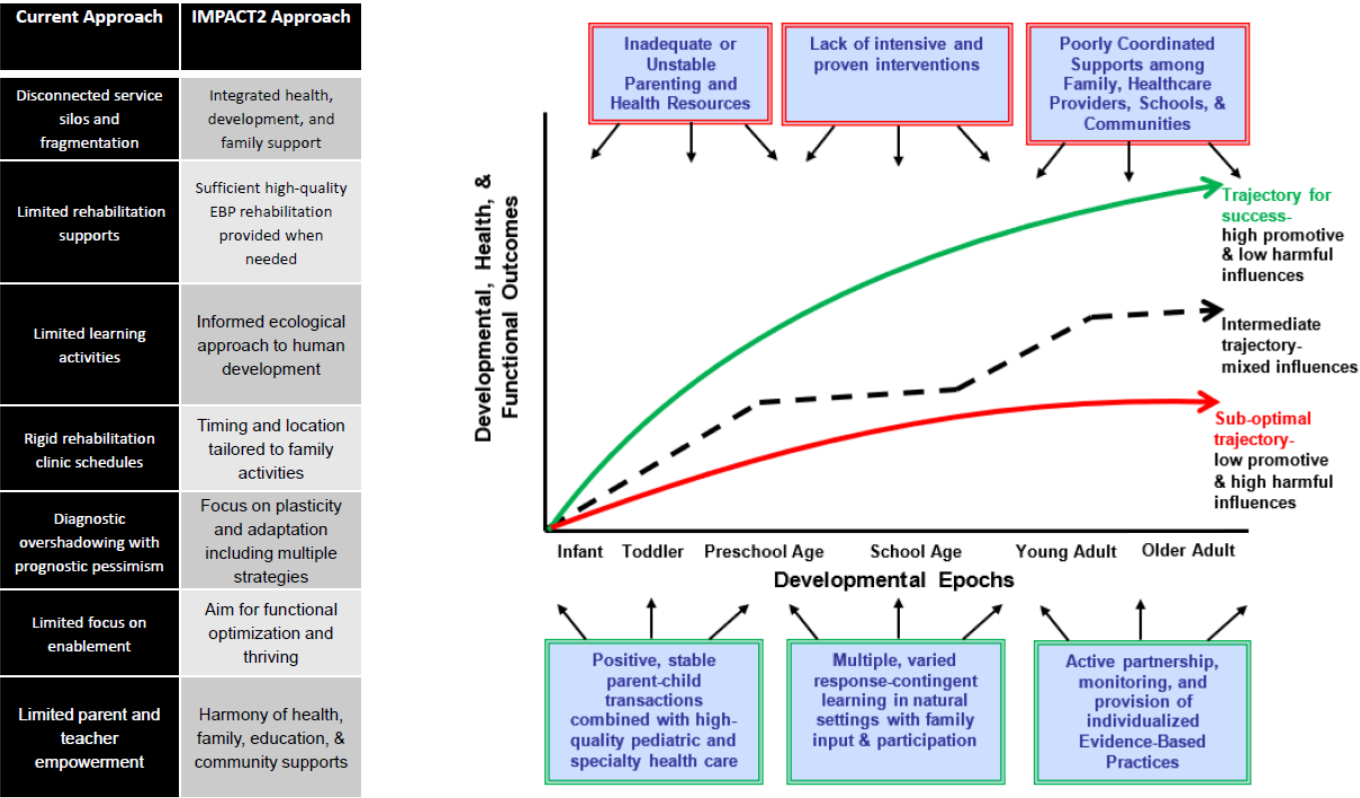 Current Approach
IMPACT2 Approach
Disconnected service
silos and
fragmentation
Integrated health,
development, and
family support
Limited rehabilitation
supports
Sufficient high-quality
EBP rehabilitation
provided when
needed
Limited learning
activities
Informed ecological
approach to human
development
Rigid rehabilitation
clinic schedules
Timing and location
tailored to family
activities
Diagnostic
overshadowing with
prognostic pessimism
Focus on plasticity
and adaptation
including multiple
strategies
Limited focus on
enablement
Aim for functional
optimization and
thriving
Limited parent and
teacher
empowerment
Harmony of health,
family, education, &
community supports
Inadequate or
Unstable
Parenting and
Health Resources
Lack of intensive and
proven interventions
Poorly Coordinated
Supports among
Family, Healthcare
Providers, Schools, &
Communities
Developmental, Health, &
Functional Outcomes
Trajectory for
success-
high promotive
& low harmful
influences
Intermediate
trajectory-
mixed influences
Sub-optimal
trajectory-
low promotive
& high harmful
influences
Infant
Toddler
Preschool Age
School Age
Young Adult
Older Adult
Developmental Epochs
Positive, stable
parent-child
transactions
combined with high-
quality pediatric and
specialty health care
Multiple, varied
response-contingent
learning in natural
settings with family
input & participation
Active partnership,
monitoring, and
provision of
individualized
Evidence-Based
Practices